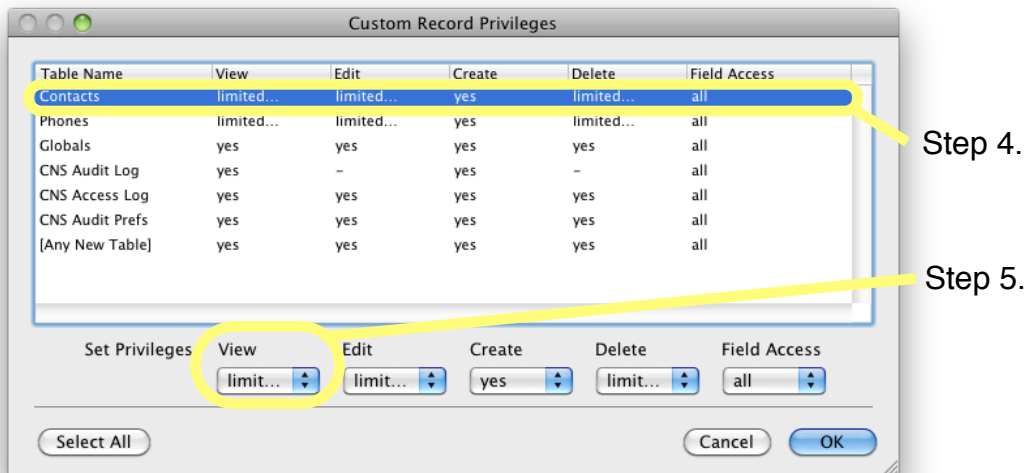 Custom Record Privileges
Table Name View Edit Create Delete Field Access
Contacts limited... limited... yes limited... all
Phones limited... limited... yes limited... all
Step 4.
Globals yes yes yes yes all
CNS Audit Log yes – yes – all
CNS Access Log yes yes yes yes all
CNS Audit Prefs yes yes yes yes all
[Any New Table] yes yes yes yes all
Step 5.
Set Privileges View Edit Create Delete Field Access
limit... limit... yes limit... all
Select All Cancel OK